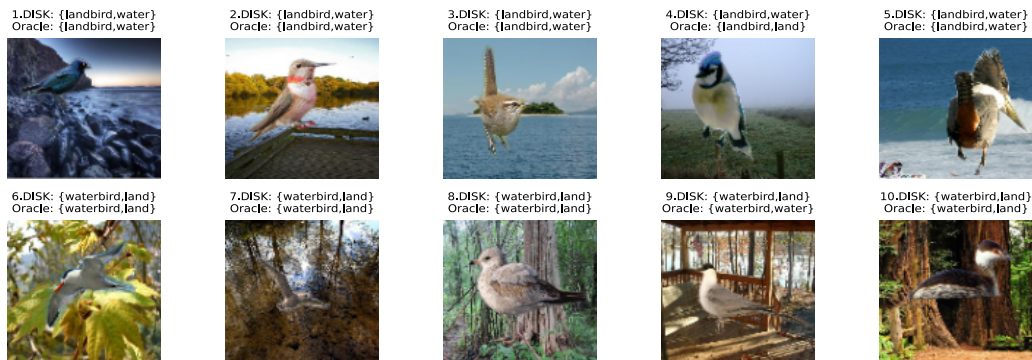 1.DISK: {landbird,water}
Oracle: {landbird,water}
2.DISK: {landbird,water}
Oracle: {landbird,water}
3.DISK: {landbird,water}
Oracle: {landbird,water}
4.DISK: {landbird,water}
Oracle: {landbird,land}
5.DISK: {landbird,water}
Oracle: {landbird,water}
6.DISK: {waterbird,land}
Oracle: {waterbird,land}
7.DISK: {waterbird,land}
Oracle: {waterbird,land}
8.DISK: {waterbird,land}
Oracle: {waterbird,land}
9.DISK: {waterbird,land}
Oracle: {waterbird,water}
10.DISK: {waterbird,land}
Oracle: {waterbird,land}